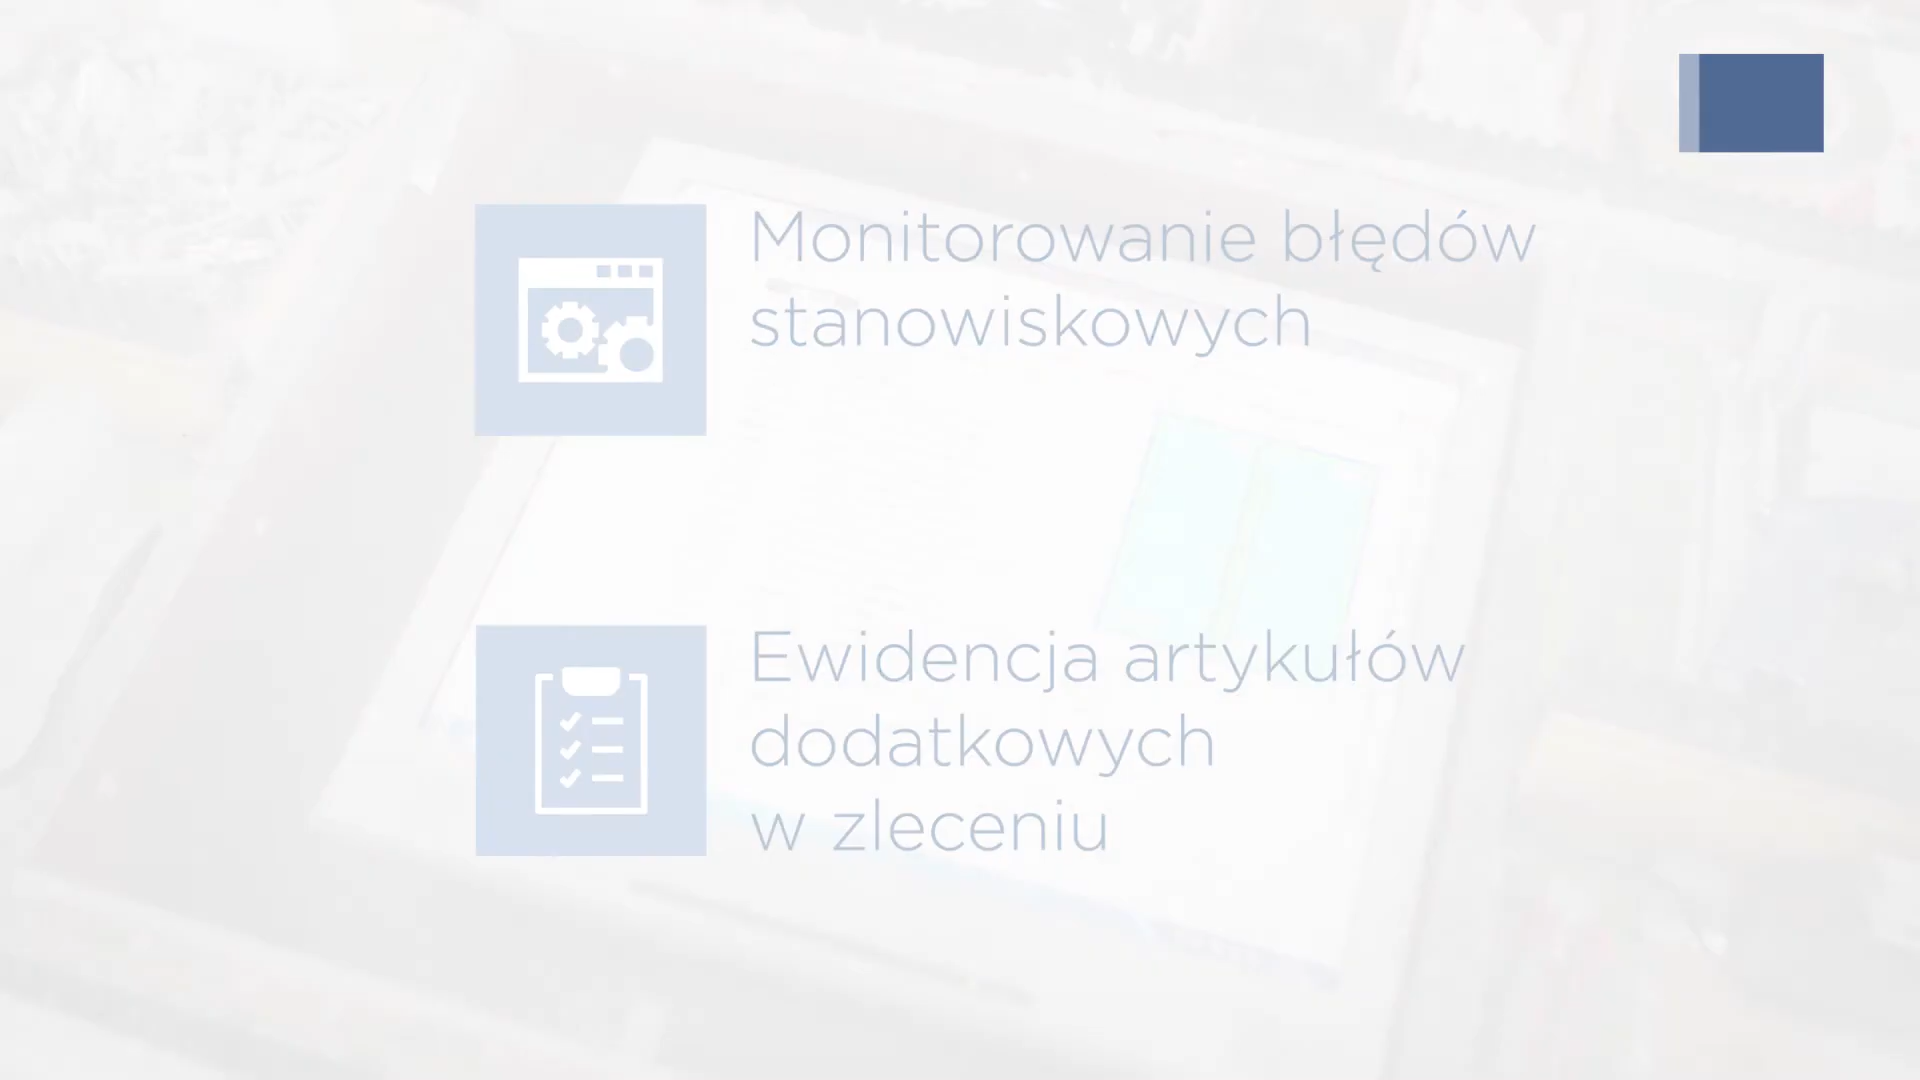 Monitorowanie błędów
stanowiskowych
Ewidencja artykułów
dodatkowych
w zleceniu